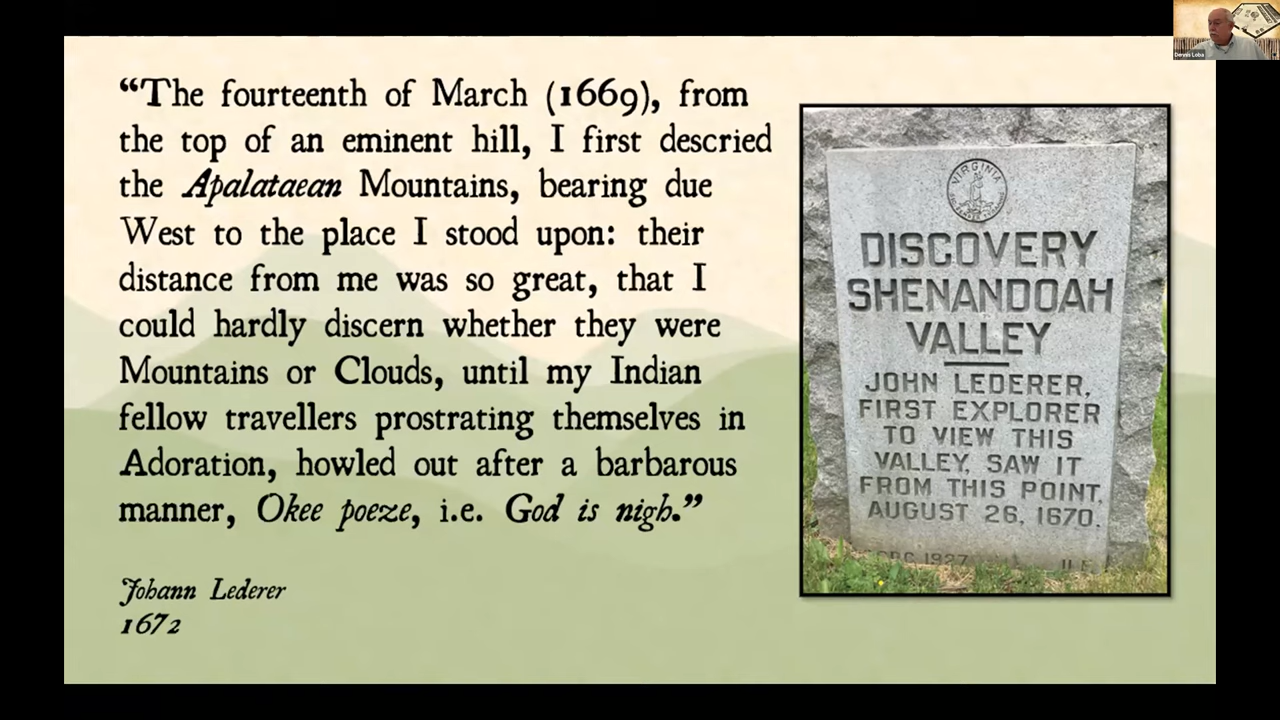 “The fourteenth of March (1669), from
the top of an eminent hill, I first descried
the Apalataean Mountains, bearing due
West to the place I stood upon: their
distance from me was so great, that I
could hardly discern whether they were
Mountains or Clouds, until my Indian
fellow travellers prostrating themselves in
Adoration, howled out after a barbarous
manner, Okee poeze, i.e. God is nigh.”
Johann Lederer
1672
VIRGINIA
DISCOVERY
SHENANDOAH
VALLEY
JOHN LEDERER,
FIRST EXPLORER
TO VIEW THIS
VALLEY, SAW IT
FROM THIS POINT,
AUGUST 26, 1670.
1927
Dennis Loba